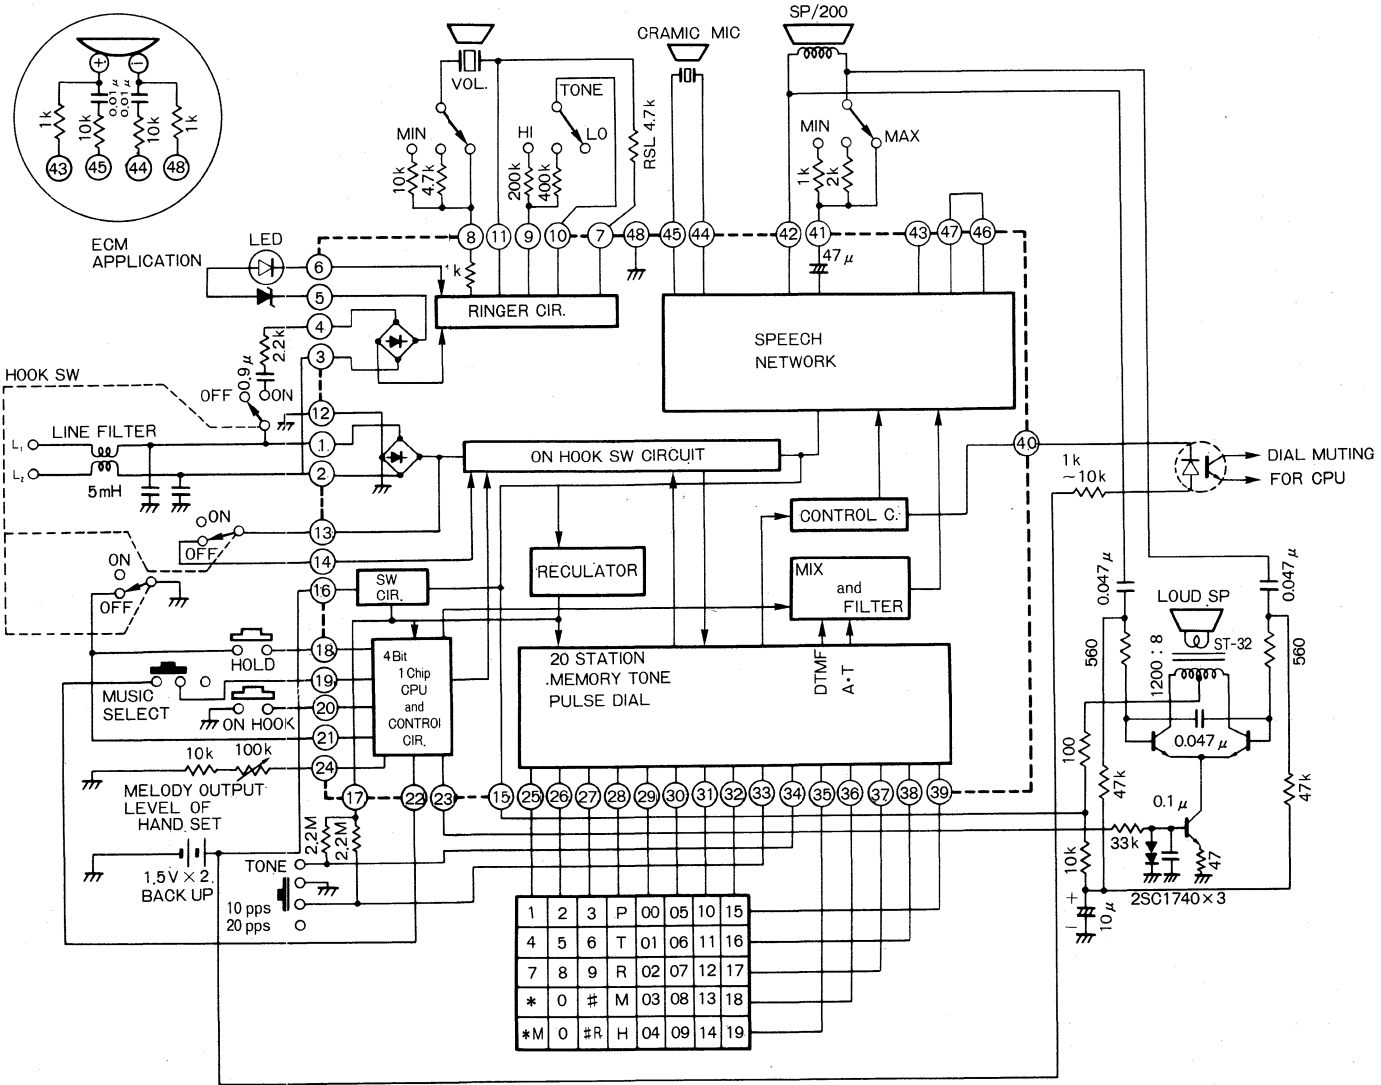 SP/200
CRAMIC MIC
VOL.
TONE
+
−
0.01μ
0.01μ
1k
10k
10k
1k
43
45
44
48
ECM
APPLICATION
MIN
10k
4.7k
HI
LO
200k
400k
RSL 4.7k
MIN
MAX
1k
2k
8
11
9
10
7
48
45
44
42
41
43
47
46
47μ
1k
LED
6
5
4
3
12
1
2
13
14
16
18
19
20
21
24
RINGER CIR.
SPEECH
NETWORK
2.2k
0.9μ
HOOK SW
OFF
ON
LINE FILTER
L1
L2
5mH
ON HOOK SW CIRCUIT
40
1k
~10k
DIAL MUTING
FOR CPU
ON
OFF
ON
OFF
CONTROL C.
RECULATOR
SW
CIR.
MIX
and
FILTER
0.047μ
0.047μ
LOUD SP
ST-32
1200:8
560
560
0.047μ
HOLD
MUSIC
SELECT
ON HOOK
4Bit
1Chip
CPU
and
CONTROl
CIR.
20 STATION
.MEMORY TONE
PULSE DIAL
DTMF
A·T
10k
100k
MELODY OUTPUT
LEVEL OF
HAND SET
17
22
23
15
25
26
27
28
29
30
31
32
33
34
35
36
37
38
39
100
47k
0.1μ
47k
33k
10k
47
2SC1740×3
+
−
10μ
2.2M
2.2M
1.5V×2
BACK UP
TONE
10 pps
20 pps
1 2 3 P 00 05 10 15
4 5 6 T 01 06 11 16
7 8 9 R 02 07 12 17
* 0 # M 03 08 13 18
*M 0 #R H 04 09 14 19